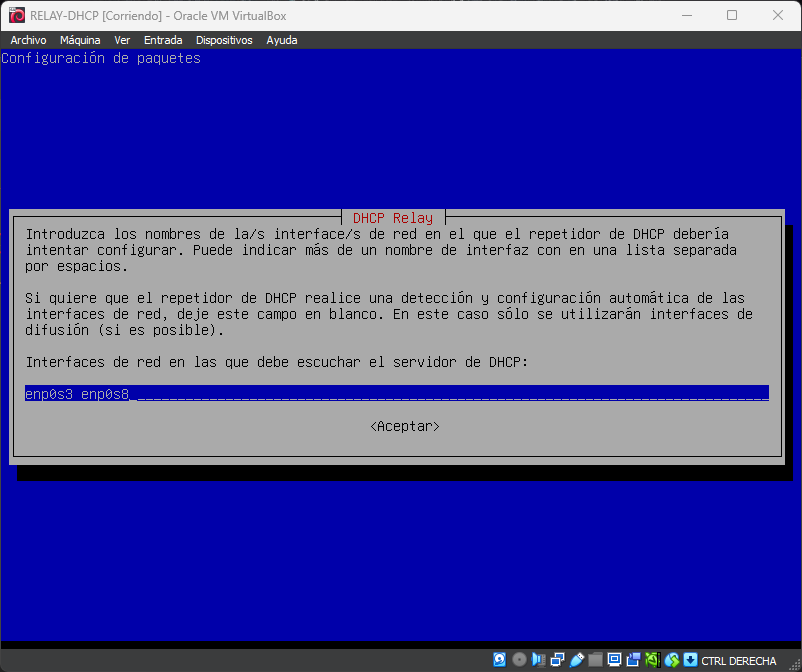 RELAY-DHCP [Corriendo] - Oracle VM VirtualBox
Archivo Máquina Ver Entrada Dispositivos Ayuda
Configuración de paquetes
DHCP Relay
Introduzca los nombres de la/s interface/s de red en el que el repetidor de DHCP debería
intentar configurar. Puede indicar más de un nombre de interfaz con en una lista separada
por espacios.
Si quiere que el repetidor de DHCP realice una detección y configuración automática de las
interfaces de red, deje este campo en blanco. En este caso sólo se utilizarán interfaces de
difusión (si es posible).
Interfaces de red en las que debe escuchar el servidor de DHCP:
enp0s3 enp0s8
<Aceptar>
CTRL DERECHA